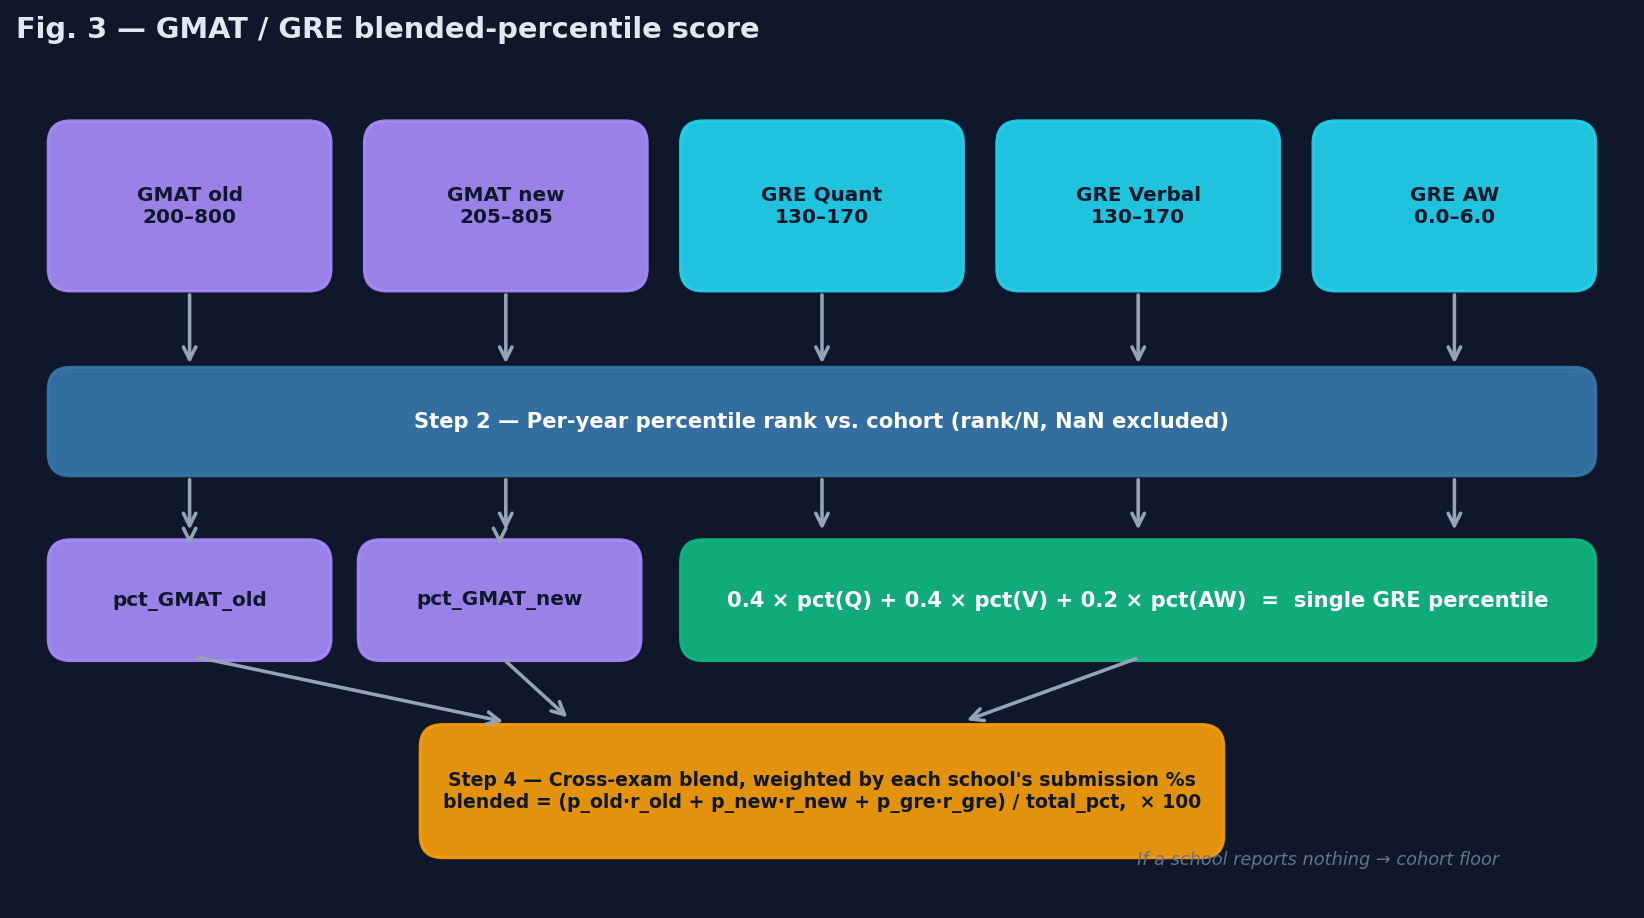 Fig. 3 — GMAT / GRE blended-percentile score
GMAT old
200–800
GMAT new
205–805
GRE Quant
130–170
GRE Verbal
130–170
GRE AW
0.0–6.0
Step 2 — Per-year percentile rank vs. cohort (rank/N, NaN excluded)
pct_GMAT_old
pct_GMAT_new
0.4 × pct(Q) + 0.4 × pct(V) + 0.2 × pct(AW)  =  single GRE percentile
Step 4 — Cross-exam blend, weighted by each school's submission %s
blended = (p_old·r_old + p_new·r_new + p_gre·r_gre) / total_pct,  × 100
If a school reports nothing → cohort floor